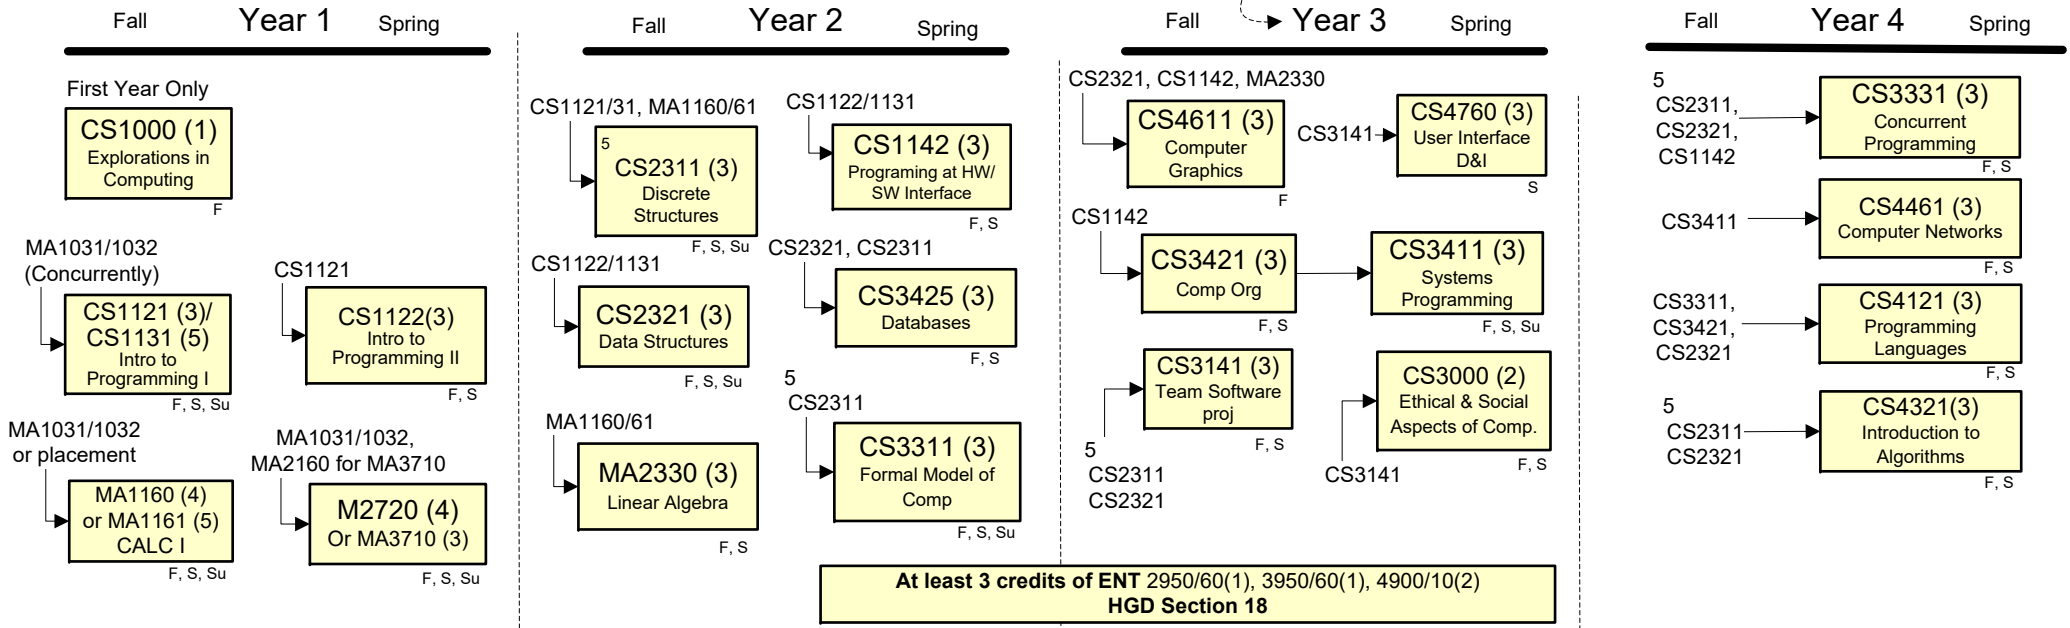 Fall Year 1 Spring
First Year Only
CS1000 (1)
Explorations in
Computing
F
MA1031/1032
(Concurrently)
CS1121 (3)/
CS1131 (5)
Intro to
Programming I
F, S, Su
CS1121
CS1122(3)
Intro to
Programming II
F, S
MA1031/1032
or placement
MA1160 (4)
or MA1161 (5)
CALC I
F, S, Su
MA1031/1032,
MA2160 for MA3710
M2720 (4)
Or MA3710 (3)
F, S, Su
Fall Year 2 Spring
CS1121/31, MA1160/61
5
CS2311 (3)
Discrete
Structures
F, S, Su
CS1122/1131
CS1142 (3)
Programing at HW/
SW Interface
F, S
CS1122/1131
CS2321 (3)
Data Structures
F, S, Su
CS2321, CS2311
CS3425 (3)
Databases
F, S
MA1160/61
MA2330 (3)
Linear Algebra
F, S
5
CS2311
CS3311 (3)
Formal Model of
Comp
F, S, Su
Fall Year 3 Spring
CS2321, CS1142, MA2330
CS4611 (3)
Computer
Graphics
F
CS3141
CS4760 (3)
User Interface
D&I
S
CS1142
CS3421 (3)
Comp Org
F, S
CS3411 (3)
Systems
Programming
F, S, Su
CS3141 (3)
Team Software
proj
F, S
5
CS2311
CS2321
CS3000 (2)
Ethical & Social
Aspects of Comp.
F, S
CS3141
At least 3 credits of ENT 2950/60(1), 3950/60(1), 4900/10(2)
HGD Section 18
Fall Year 4 Spring
5
CS2311,
CS2321,
CS1142
CS3331 (3)
Concurrent
Programming
F, S
CS3411
CS4461 (3)
Computer Networks
F, S
CS3311,
CS3421,
CS2321
CS4121 (3)
Programming
Languages
F, S
5
CS2311
CS2321
CS4321(3)
Introduction to
Algorithms
F, S